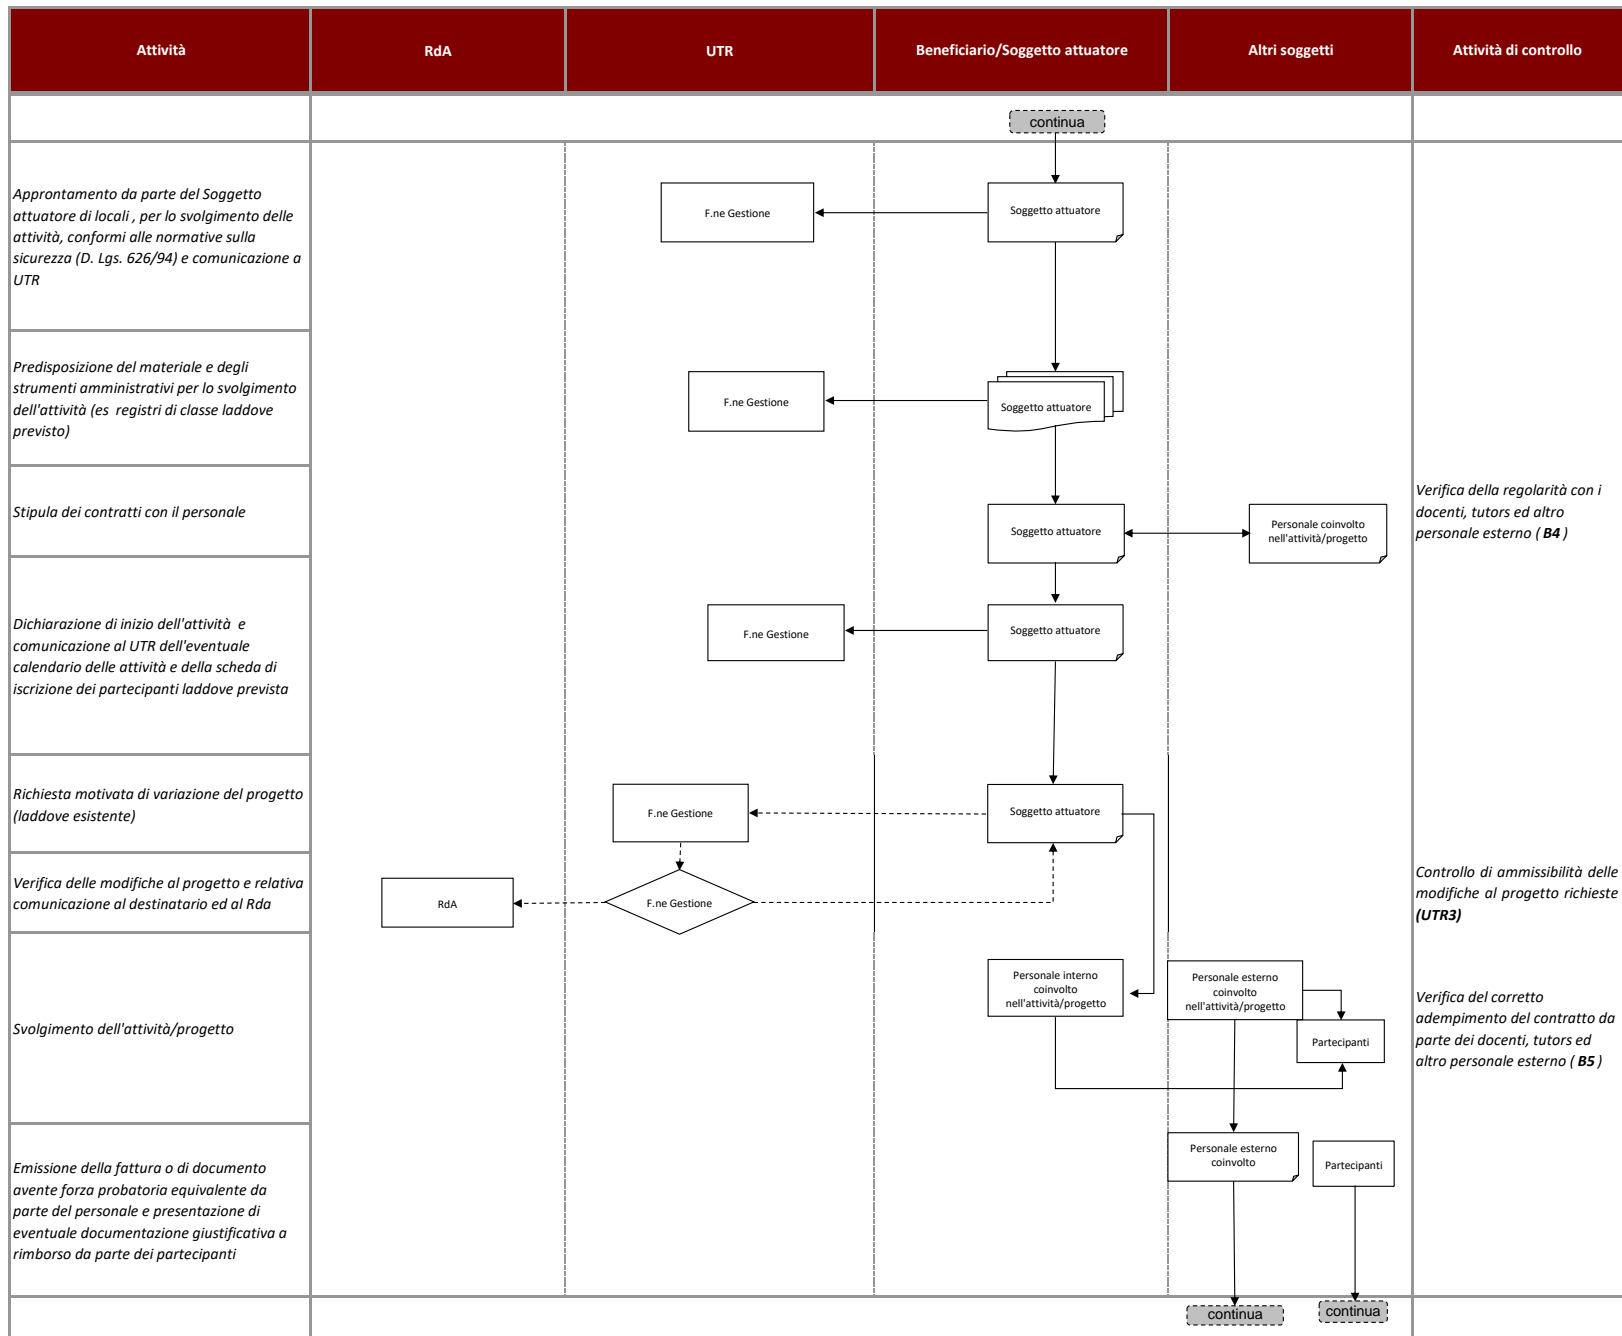 Attività
RdA
UTR
Beneficiario/Soggetto attuatore
Altri soggetti
Attività di controllo
continua
Approntamento da parte del Soggetto
attuatore di locali , per lo svolgimento delle
attività, conformi alle normative sulla
sicurezza (D. Lgs. 626/94) e comunicazione a
UTR
F.ne Gestione
Soggetto attuatore
Predisposizione del materiale e degli
strumenti amministrativi per lo svolgimento
dell'attività (es registri di classe laddove
previsto)
F.ne Gestione
Soggetto attuatore
Stipula dei contratti con il personale
Soggetto attuatore
Personale coinvolto
nell'attività/progetto
Verifica della regolarità con i
docenti, tutors ed altro
personale esterno ( B4 )
Dichiarazione di inizio dell'attività e
comunicazione al UTR dell'eventuale
calendario delle attività e della scheda di
iscrizione dei partecipanti laddove prevista
F.ne Gestione
Soggetto attuatore
Richiesta motivata di variazione del progetto
(laddove esistente)
F.ne Gestione
Soggetto attuatore
Verifica delle modifiche al progetto e relativa
comunicazione al destinatario ed al Rda
RdA
F.ne Gestione
Controllo di ammissibilità delle
modifiche al progetto richieste
(UTR3)
Svolgimento dell'attività/progetto
Personale interno
coinvolto
nell'attività/progetto
Personale esterno
coinvolto
nell'attività/progetto
Partecipanti
Verifica del corretto
adempimento del contratto da
parte dei docenti, tutors ed
altro personale esterno ( B5 )
Emissione della fattura o di documento
avente forza probatoria equivalente da
parte del personale e presentazione di
eventuale documentazione giustificativa a
rimborso da parte dei partecipanti
Personale esterno
coinvolto
Partecipanti
continua
continua